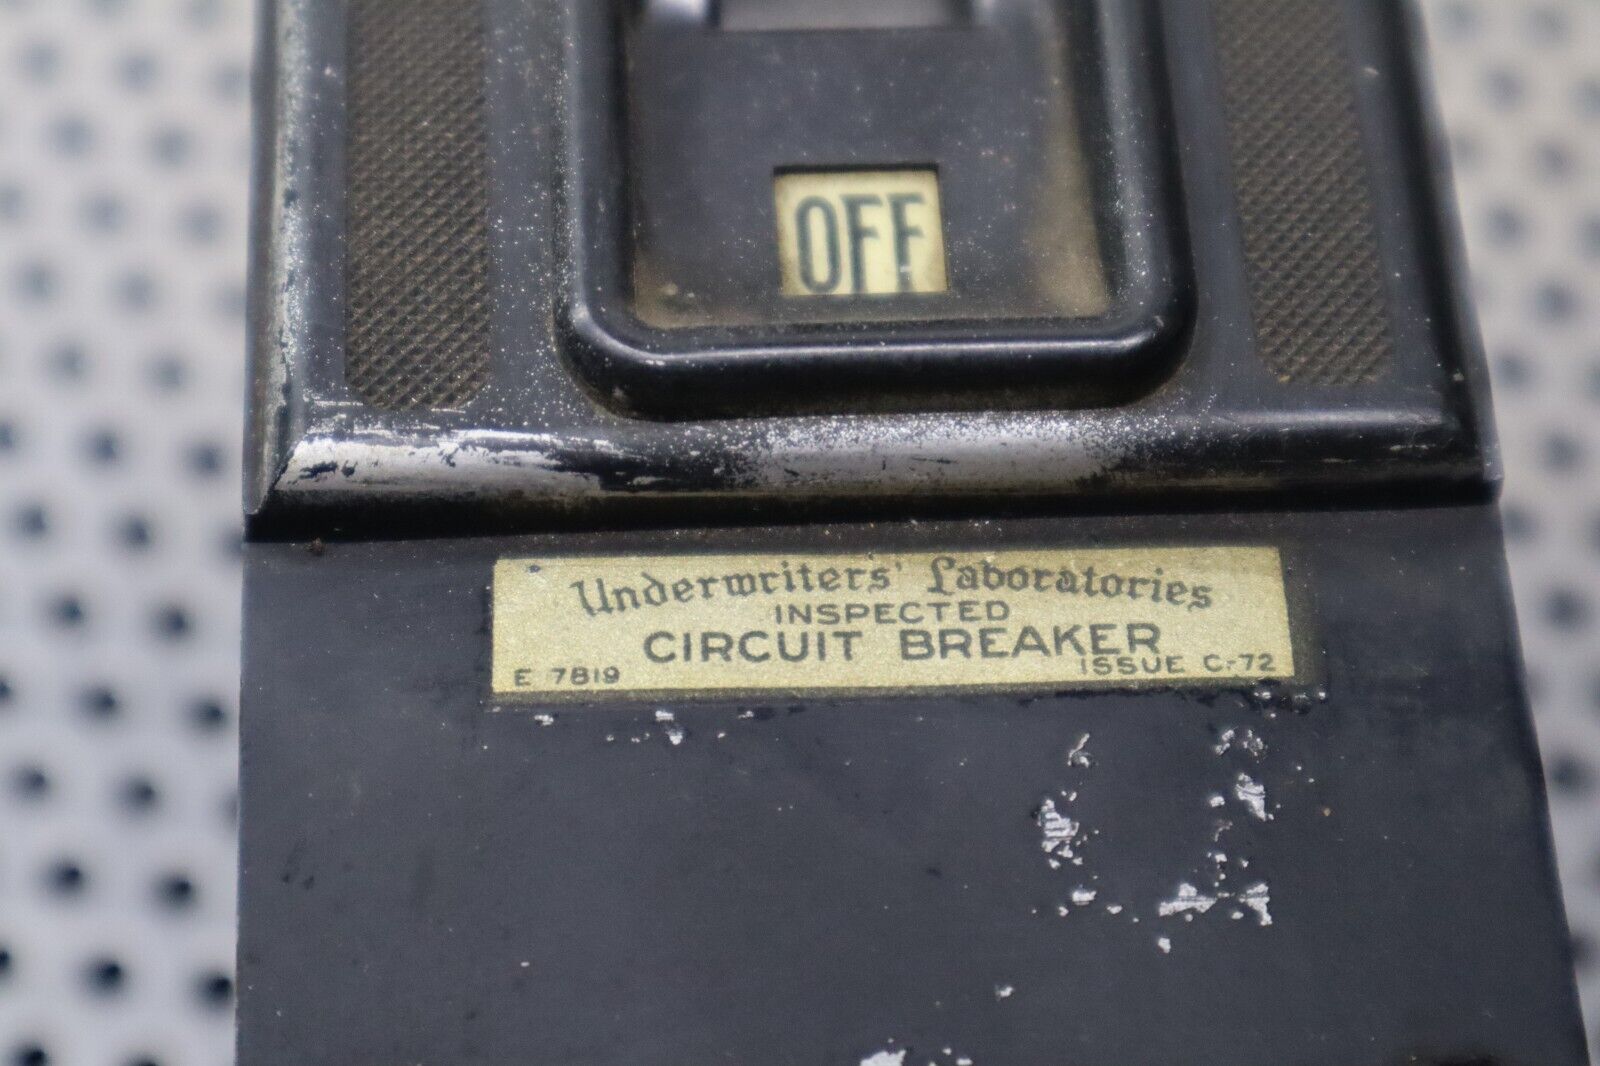 OFF
Underwriters' Laboratories
INSPECTED
CIRCUIT BREAKER
E 7819 ISSUE C-72